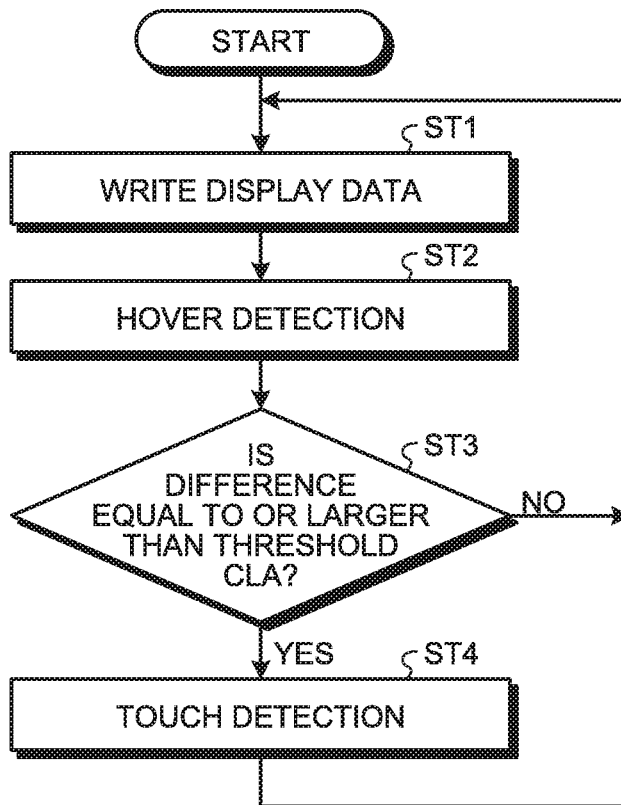 START
ST1
WRITE DISPLAY DATA
ST2
HOVER DETECTION
ST3
IS
DIFFERENCE
EQUAL TO OR LARGER
THAN THRESHOLD
CLA?
NO
YES
ST4
TOUCH DETECTION